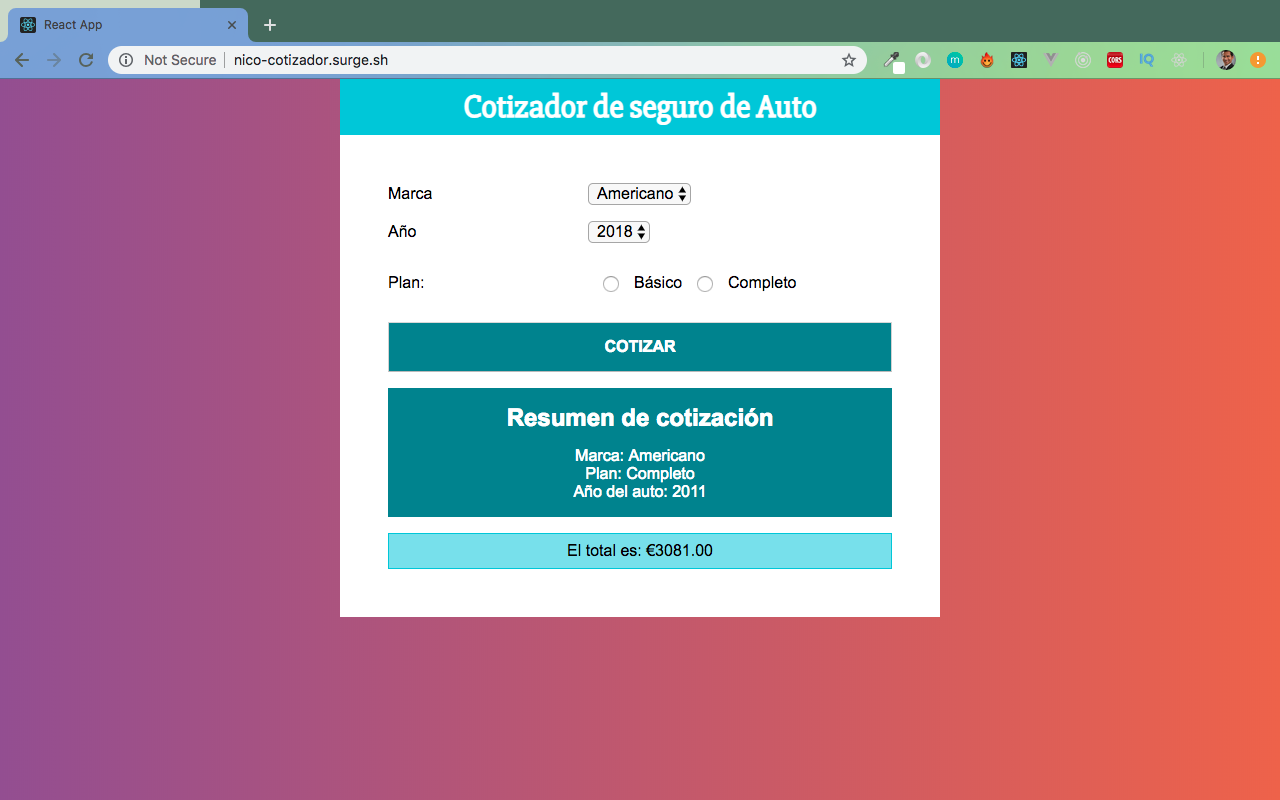 React App
Not Secure nico-cotizador.surge.sh
m CORS IQ
Cotizador de seguro de Auto
Marca Americano
Año 2018
Plan: Básico Completo
COTIZAR
Resumen de cotización
Marca: Americano
Plan: Completo
Año del auto: 2011
El total es: €3081.00